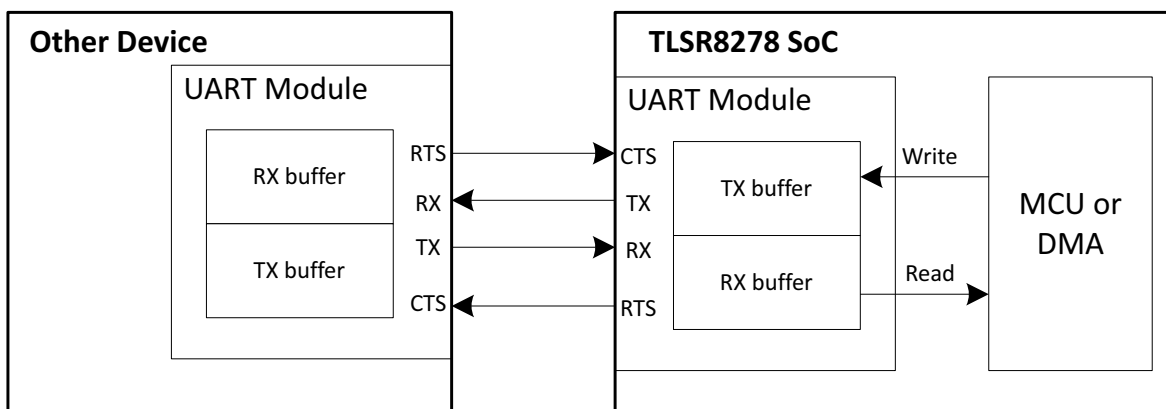 Other Device
UART Module
RX buffer
TX buffer
RTS
RX
TX
CTS
TLSR8278 SoC
UART Module
CTS
TX
RX
RTS
TX buffer
RX buffer
Write
Read
MCU or
DMA